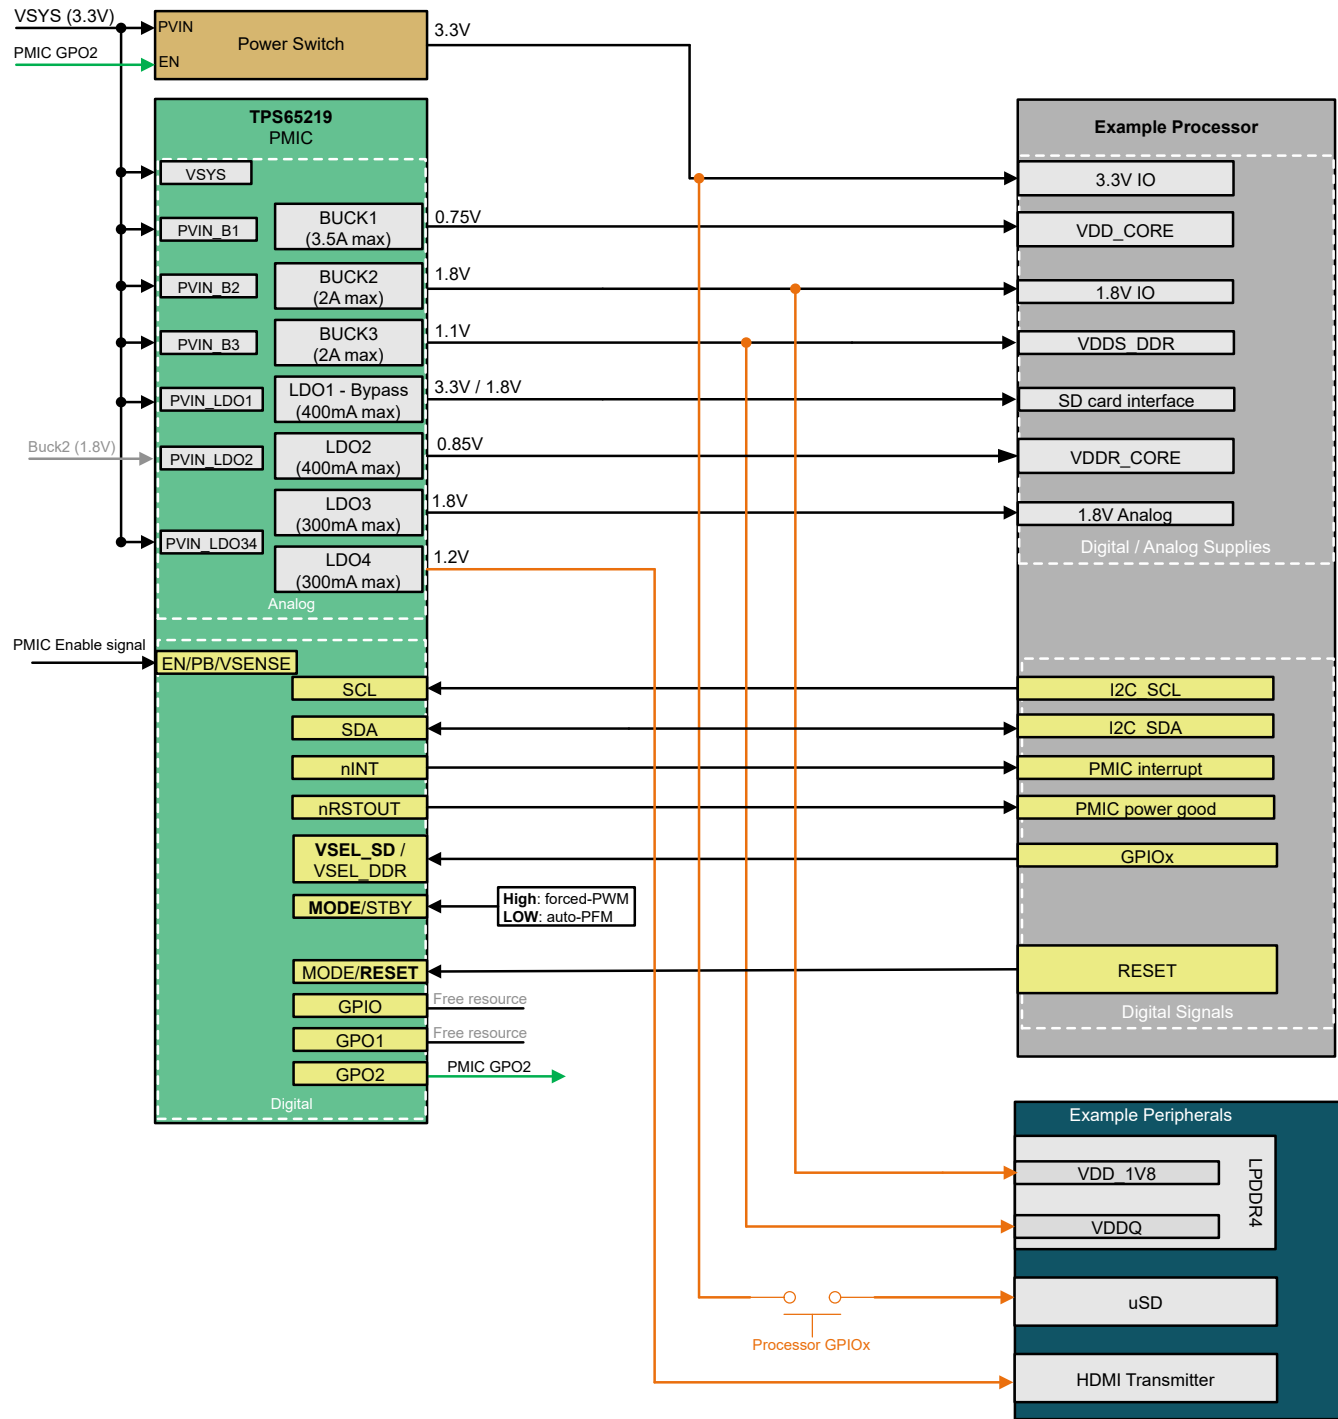 VSYS (3.3V)
PVIN
Power Switch
3.3V
PMIC GPO2
EN
TPS65219
PMIC
Example Processor
VSYS
3.3V IO
PVIN_B1
BUCK1
(3.5A max)
0.75V
VDD_CORE
PVIN_B2
BUCK2
(2A max)
1.8V
1.8V IO
PVIN_B3
BUCK3
(2A max)
1.1V
VDDS_DDR
PVIN_LDO1
LDO1 - Bypass
(400mA max)
3.3V / 1.8V
SD card interface
Buck2 (1.8V)
PVIN_LDO2
LDO2
(400mA max)
0.85V
VDDR_CORE
LDO3
(300mA max)
1.8V
1.8V Analog
PVIN_LDO34
LDO4
(300mA max)
1.2V
Digital / Analog Supplies
Analog
PMIC Enable signal
EN/PB/VSENSE
SCL
I2C_SCL
SDA
I2C_SDA
nINT
PMIC interrupt
nRSTOUT
PMIC power good
VSEL_SD /
VSEL_DDR
GPIOx
MODE/STBY
High: forced-PWM
LOW: auto-PFM
MODE/RESET
RESET
GPIO
Free resource
Digital Signals
GPO1
Free resource
GPO2
PMIC GPO2
Digital
Example Peripherals
VDD_1V8
LPDDR4
VDDQ
uSD
Processor GPIOx
HDMI Transmitter